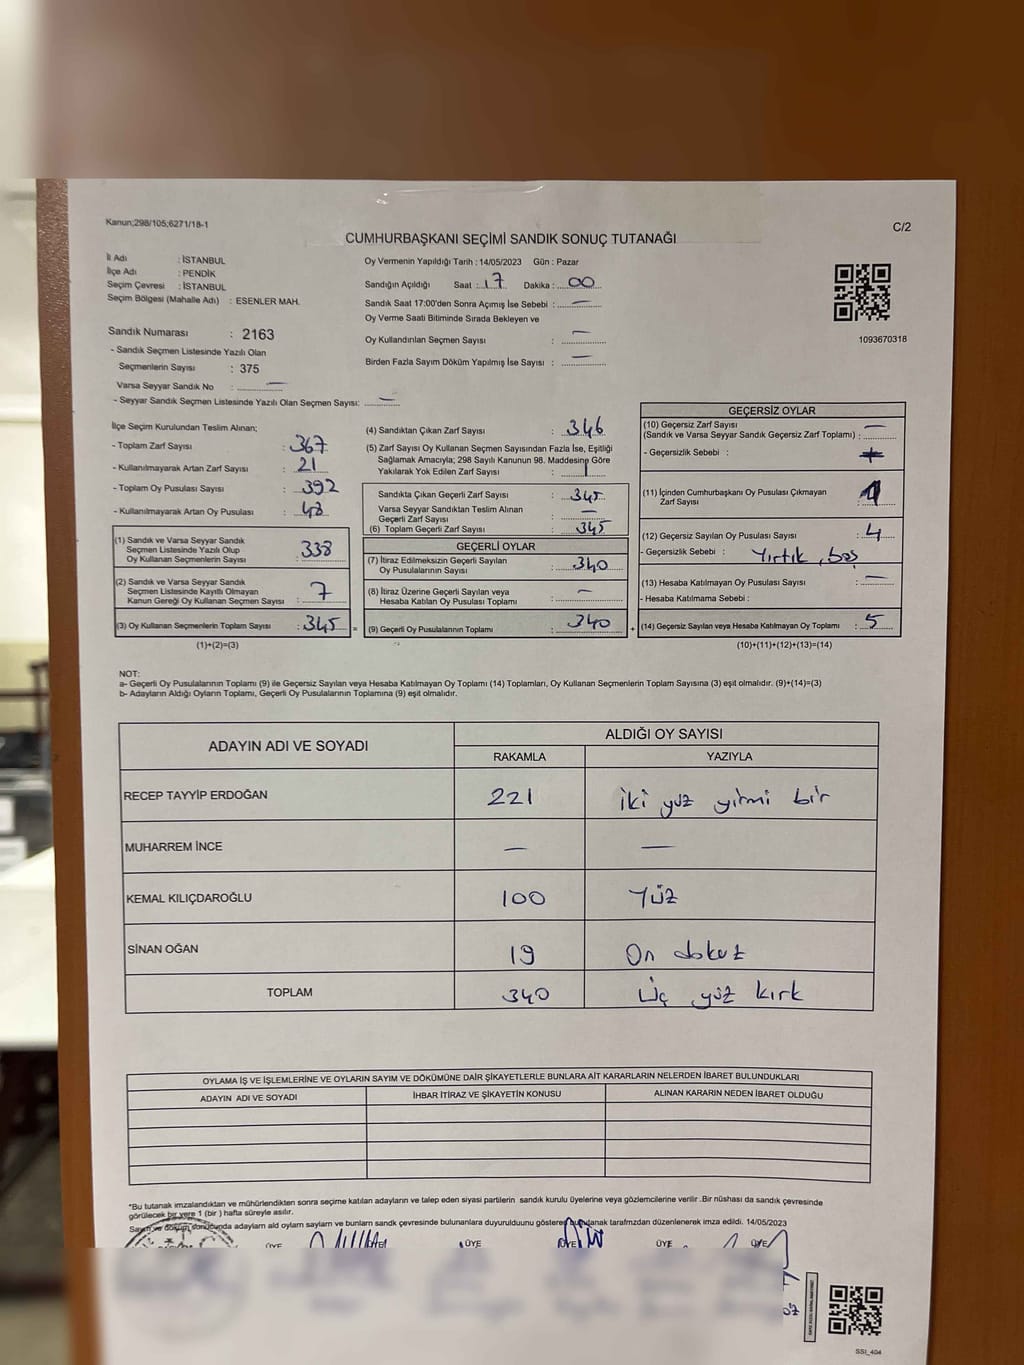 Kanun;298/105;6271/18-1
C/2
CUMHURBAŞKANI SEÇİMİ SANDIK SONUÇ TUTANAĞI
İl Adı : İSTANBUL
İlçe Adı : PENDİK
Seçim Çevresi : İSTANBUL
Seçim Bölgesi (Mahalle Adı) : ESENLER MAH.
Sandık Numarası : 2163
- Sandık Seçmen Listesinde Yazılı Olan
Seçmenlerin Sayısı : 375
Varsa Seyyar Sandık No : —
- Seyyar Sandık Seçmen Listesinde Yazılı Olan Seçmen Sayısı: —
Oy Vermenin Yapıldığı Tarih : 14/05/2023 Gün : Pazar
Sandığın Açıldığı Saat : 17 Dakika : 00
Sandık Saat 17:00'den Sonra Açımış İse Sebebi : —
Oy Verme Saati Bitiminde Sırada Bekleyen ve
Oy Kullandırılan Seçmen Sayısı : —
Birden Fazla Sayım Döküm Yapılmış İse Sayısı : —
1093670318
İlçe Seçim Kurulundan Teslim Alınan;
- Toplam Zarf Sayısı : 367
- Kullanılmayarak Artan Zarf Sayısı : 21
- Toplam Oy Pusulası Sayısı : 392
- Kullanılmayarak Artan Oy Pusulası : 48
(1) Sandık ve Varsa Seyyar Sandık
Seçmen Listesinde Yazılı Olup
Oy Kullanan Seçmenlerin Sayısı : 338
(2) Sandık ve Varsa Seyyar Sandık
Seçmen Listesinde Kayıtlı Olmayan
Kanun Gereği Oy Kullanan Seçmen Sayısı : 7
(3) Oy Kullanan Seçmenlerin Toplam Sayısı : 345 =
(1)+(2)=(3)
(4) Sandıktan Çıkan Zarf Sayısı : 346
(5) Zarf Sayısı Oy Kullanan Seçmen Sayısından Fazla İse, Eşitliği
Sağlamak Amacıyla; 298 Sayılı Kanunun 98. Maddesine Göre
Yakılarak Yok Edilen Zarf Sayısı : 1
Sandıkta Çıkan Geçerli Zarf Sayısı : 345
Varsa Seyyar Sandıktan Teslim Alınan
Geçerli Zarf Sayısı : —
(6) Toplam Geçerli Zarf Sayısı : 345
GEÇERLİ OYLAR
(7) İtiraz Edilmeksizin Geçerli Sayılan
Oy Pusulalarının Sayısı : 340
(8) İtiraz Üzerine Geçerli Sayılan veya
Hesaba Katılan Oy Pusulası Toplamı : —
(9) Geçerli Oy Pusulalarının Toplamı : 340 +
GEÇERSİZ OYLAR
(10) Geçersiz Zarf Sayısı —
(Sandık ve Varsa Seyyar Sandık Geçersiz Zarf Toplamı) :
- Geçersizlik Sebebi :
(11) İçinden Cumhurbaşkanı Oy Pusulası Çıkmayan
Zarf Sayısı : 1
(12) Geçersiz Sayılan Oy Pusulası Sayısı : 4
- Geçersizlik Sebebi : Yırtık, boş
(13) Hesaba Katılmayan Oy Pusulası Sayısı : —
- Hesaba Katılmama Sebebi :
(14) Geçersiz Sayılan veya Hesaba Katılmayan Oy Toplamı : 5
(10)+(11)+(12)+(13)=(14)
NOT:
a- Geçerli Oy Pusulalarının Toplamı (9) ile Geçersiz Sayılan veya Hesaba Katılmayan Oy Toplamı (14) Toplamları, Oy Kullanan Seçmenlerin Toplam Sayısına (3) eşit olmalıdır. (9)+(14)=(3)
b- Adayların Aldığı Oyların Toplamı, Geçerli Oy Pusulalarının Toplamına (9) eşit olmalıdır.
ADAYIN ADI VE SOYADI
ALDIĞI OY SAYISI
RAKAMLA YAZIYLA
RECEP TAYYİP ERDOĞAN 221 iki yüz yirmi bir
MUHARREM İNCE — —
KEMAL KILIÇDAROĞLU 100 Yüz
SİNAN OĞAN 19 On dokuz
TOPLAM 340 Üç yüz kırk
OYLAMA İŞ VE İŞLEMLERİNE VE OYLARIN SAYIM VE DÖKÜMÜNE DAİR ŞİKAYETLERLE BUNLARA AİT KARARLARIN NELERDEN İBARET BULUNDUKLARI
ADAYIN ADI VE SOYADI İHBAR İTİRAZ VE ŞİKAYETİN KONUSU ALINAN KARARIN NEDEN İBARET OLDUĞU
*Bu tutanak imzalandıktan ve mühürlendikten sonra seçime katılan adayların ve talep eden siyasi partilerin sandık kurulu üyelerine veya gözlemcilerine verilir .Bir nüshası da sandık çevresinde
görülecek bir yere 1 (bir ) hafta süreyle asılır.
Sayım ve döküm sonucunda adayların ald oyların sayları ve bunların sandk çevresinde bulunanlara duyurulduunu gösteren tutanak tarafmzdan düzenlenerek imza edildi. 14/05/2023
ÜYE ÜYE ÜYE ÜYE ÜYE
SSI_404